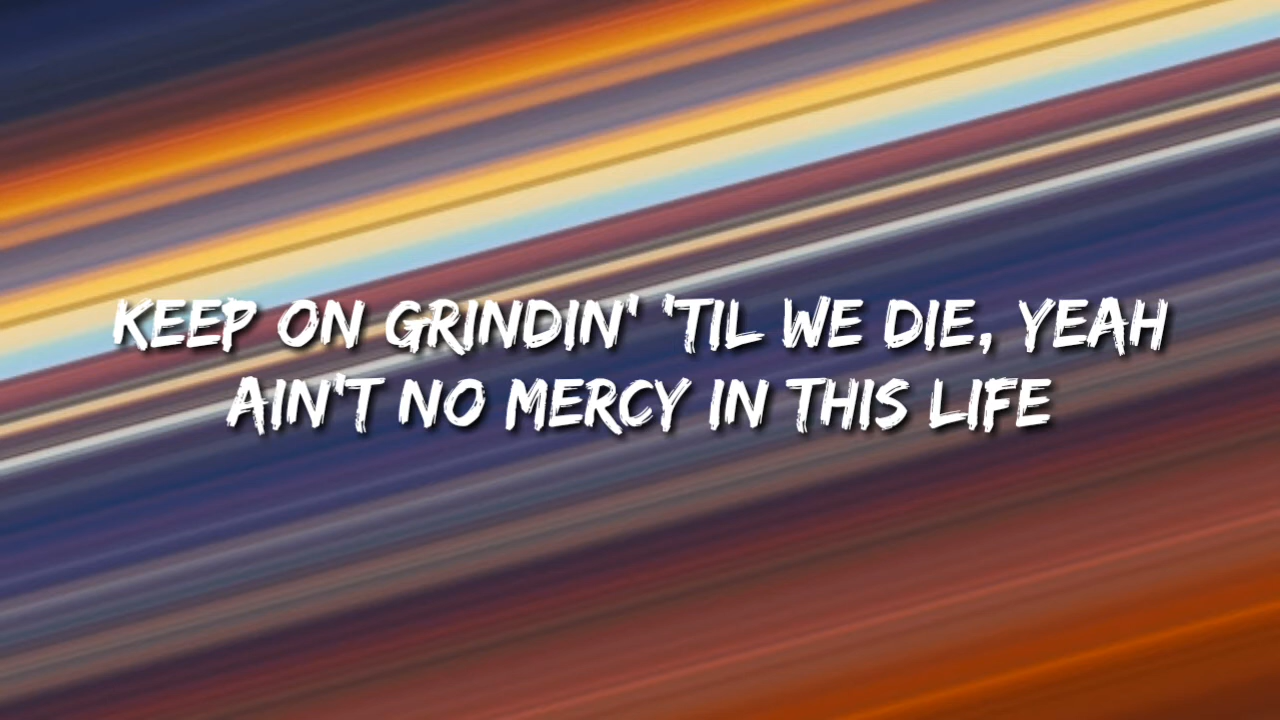 KEEP ON GRINDIN' 'TIL WE DIE, YEAH
AIN'T NO MERCY IN THIS LIFE